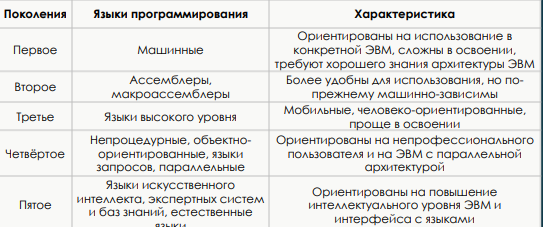 Поколения Языки программирования Характеристика
Первое Машинные Ориентированы на использование в
конкретной ЭВМ, сложны в освоении,
требуют хорошего знания архитектуры ЭВМ
Второе Ассемблеры,
макроассемблеры Более удобны для использования, но по-
прежнему машинно-зависимы
Третье Языки высокого уровня Мобильные, человеко-ориентированные,
проще в освоении
Четвёртое Непроцедурные, объектно-
ориентированные, языки
запросов, параллельные Ориентированы на непрофессионального
пользователя и на ЭВМ с параллельной
архитектурой
Пятое Языки искусственного
интеллекта, экспертных систем
и баз знаний, естественные
языки Ориентированы на повышение
интеллектуального уровня ЭВМ и
интерфейса с языками